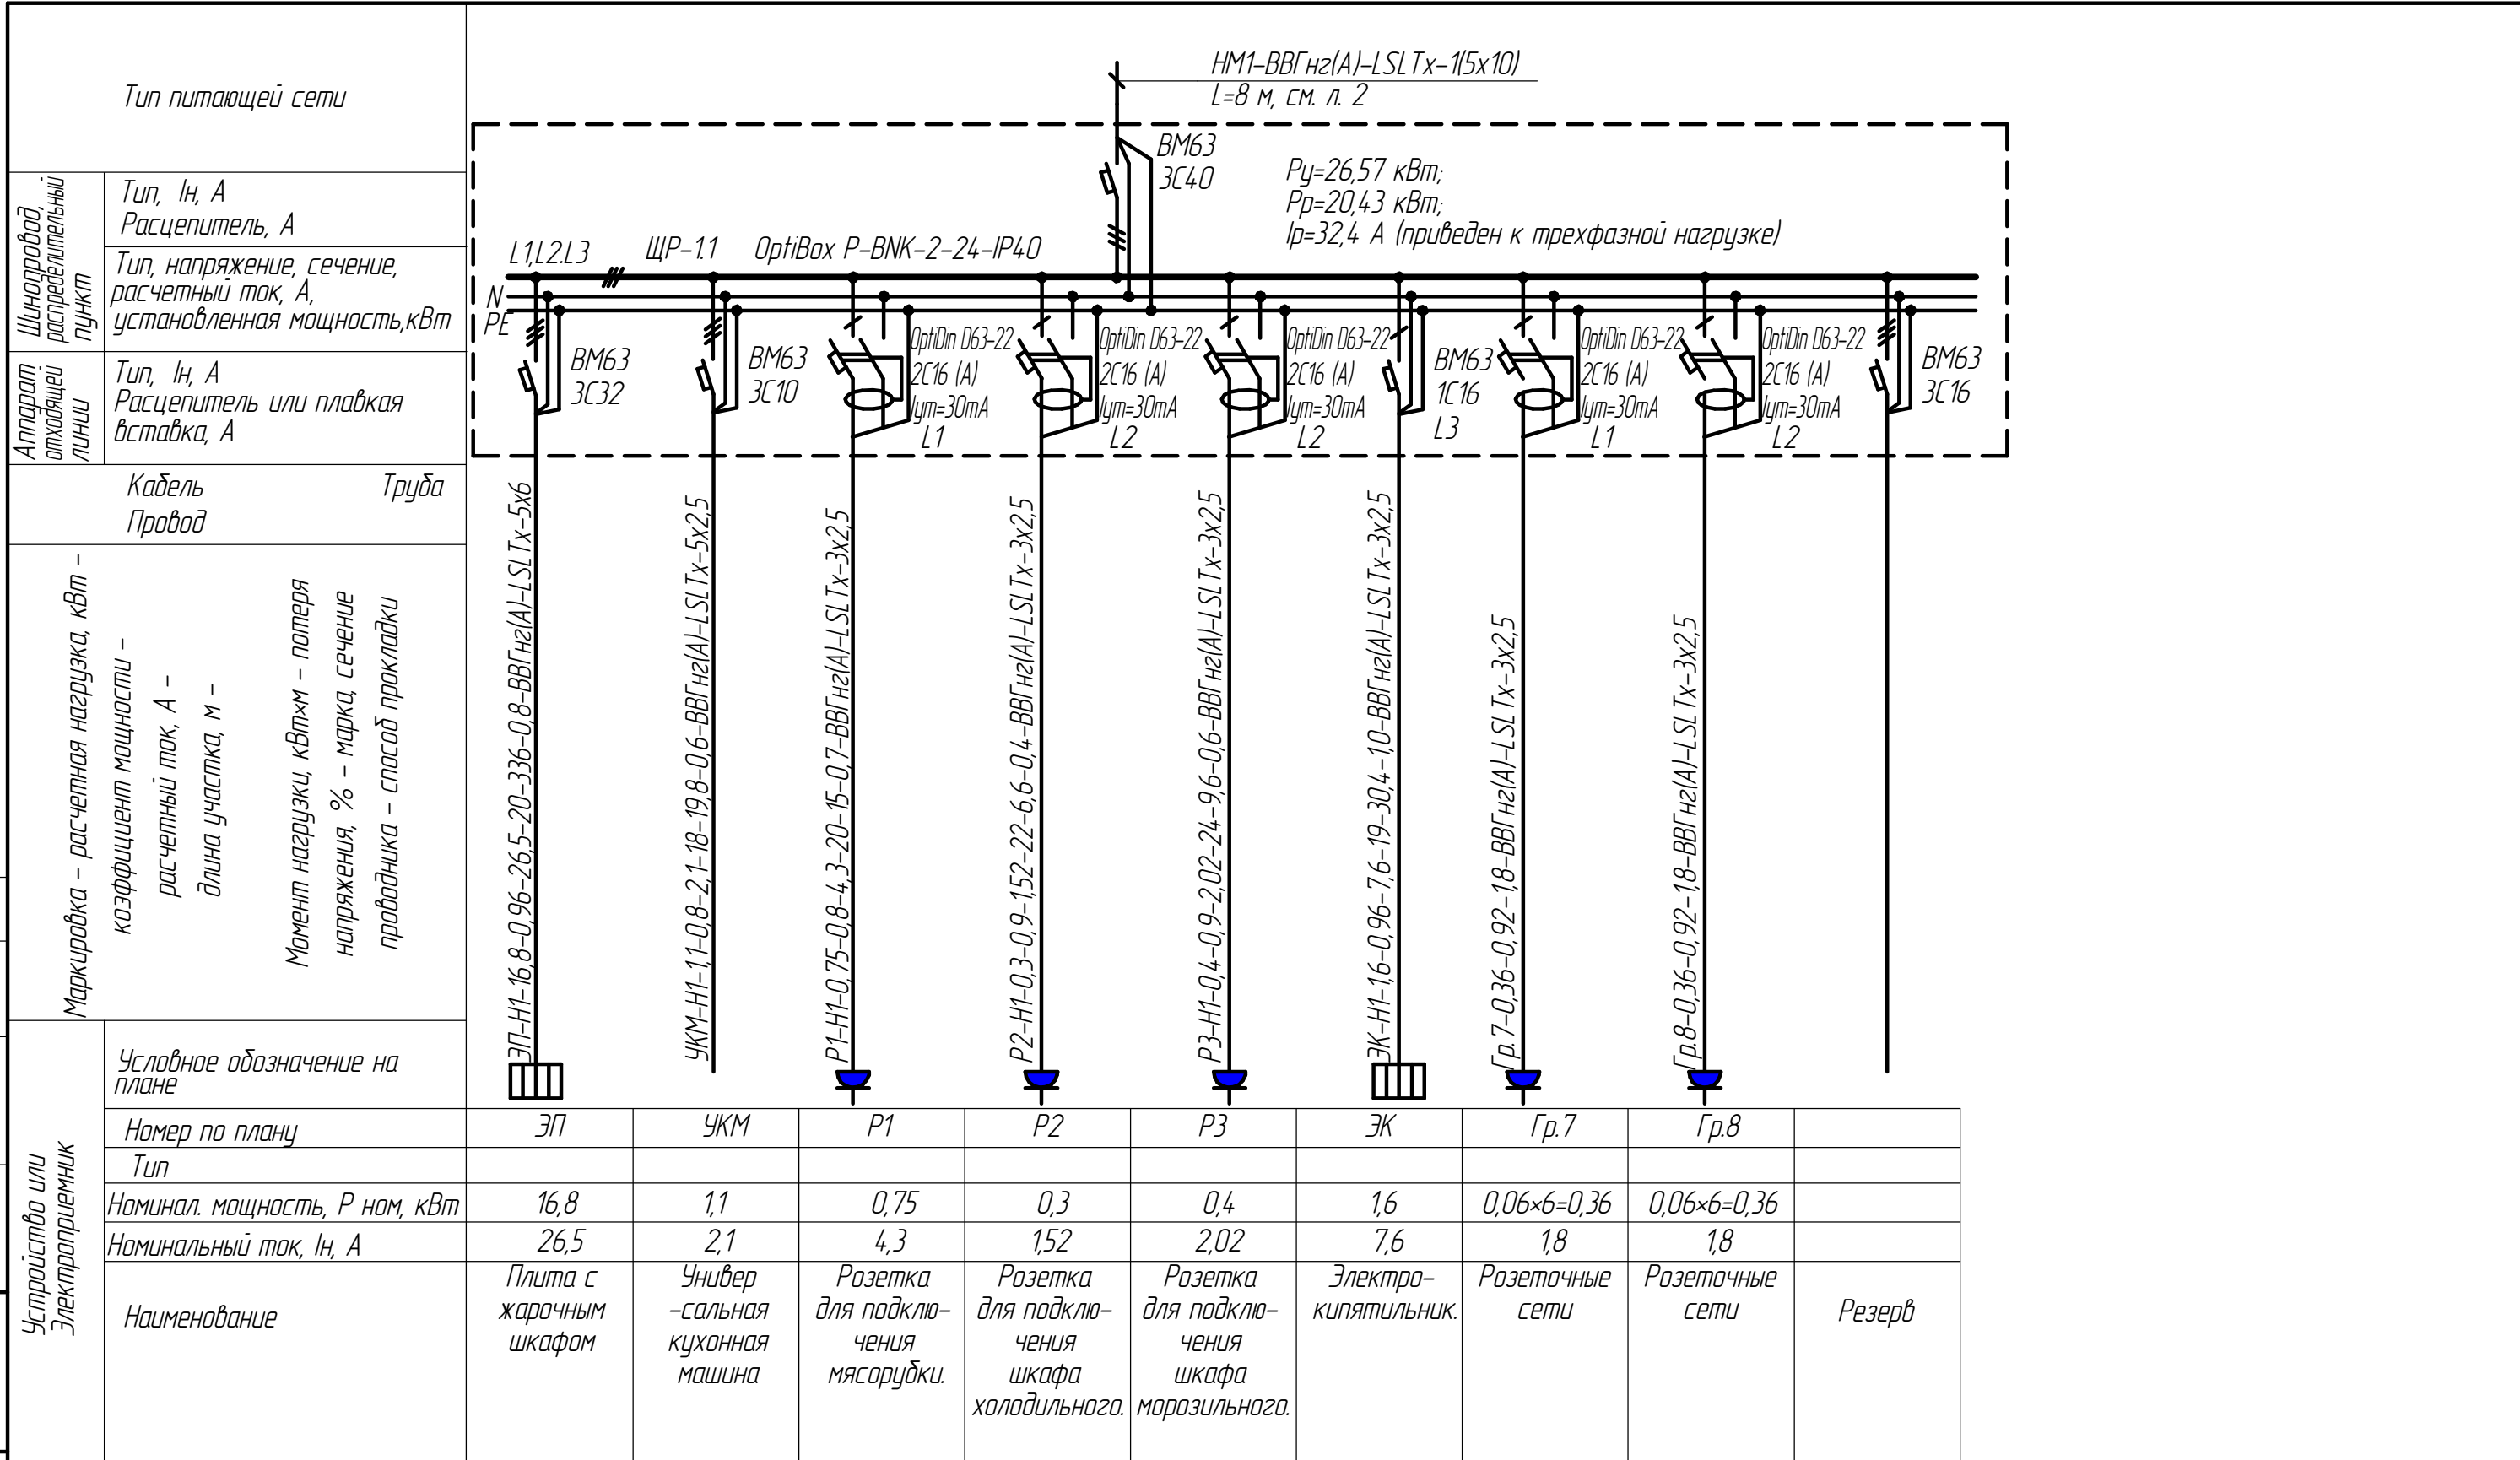 Тип питающей сети
НМ1-ВВГнг(А)-LSLTx-1(5х10)
L=8 м, см. л. 2
Шинопровод,
распределительный
пункт
Тип, Iн, А
Расцепитель, А
Тип, напряжение, сечение,
расчетный ток, А,
установленная мощность,кВт
ВМ63
3С40
Ру=26,57 кВт;
Рр=20,43 кВт;
Iр=32,4 А (приведен к трехфазной нагрузке)
L1,L2.L3
ЩР-1.1
OptiBox P-BNK-2-24-IP40
N
PE
Аппарат
отходящей
линии
Тип, Iн, А
Расцепитель или плавкая
вставка, А
ВМ63
3С32
ВМ63
3С10
OptiDin D63-22
2С16 (А)
Iут=30mA
L1
OptiDin D63-22
2С16 (А)
Iут=30mA
L2
OptiDin D63-22
2С16 (А)
Iут=30mA
L2
ВМ63
1С16
L3
OptiDin D63-22
2С16 (А)
Iут=30mA
L1
OptiDin D63-22
2С16 (А)
Iут=30mA
L2
ВМ63
3С16
Кабель
Труба
Провод
Маркировка – расчетная нагрузка, кВт –
коэффициент мощности –
расчетный ток, А –
длина участка, м –
Момент нагрузки, кВт×м – потеря
напряжения, % – марка, сечение
проводника – способ прокладки
ЭП-Н1-16,8-0,96-26,5-20-336-0,8-ВВГнг(А)-LSLTx-5х6
УКМ-Н1-1,1-0,8-2,1-18-19,8-0,6-ВВГнг(А)-LSLTx-5х2,5
Р1-Н1-0,75-0,8-4,3-20-15-0,7-ВВГнг(А)-LSLTx-3х2,5
Р2-Н1-0,3-0,9-1,52-22-6,6-0,4-ВВГнг(А)-LSLTx-3х2,5
Р3-Н1-0,4-0,9-2,02-24-9,6-0,6-ВВГнг(А)-LSLTx-3х2,5
ЭК-Н1-1,6-0,96-7,6-19-30,4-1,0-ВВГнг(А)-LSLTx-3х2,5
Гр.7-0,36-0,92-1,8-ВВГнг(А)-LSLTx-3х2,5
Гр.8-0,36-0,92-1,8-ВВГнг(А)-LSLTx-3х2,5
Устройство или
Электроприемник
Условное обозначение на
плане
Номер по плану
ЭП
УКМ
Р1
Р2
Р3
ЭК
Гр.7
Гр.8
Тип
Номинал. мощность, Р ном, кВт
16,8
1,1
0,75
0,3
0,4
1,6
0,06×6=0,36
0,06×6=0,36
Номинальный ток, Iн, А
26,5
2,1
4,3
1,52
2,02
7,6
1,8
1,8
Наименование
Плита с
жарочным
шкафом
Универ
-сальная
кухонная
машина
Розетка
для подклю-
чения
мясорубки.
Розетка
для подклю-
чения
шкафа
холодильного.
Розетка
для подклю-
чения
шкафа
морозильного.
Электро-
кипятильник.
Розеточные
сети
Розеточные
сети
Резерв